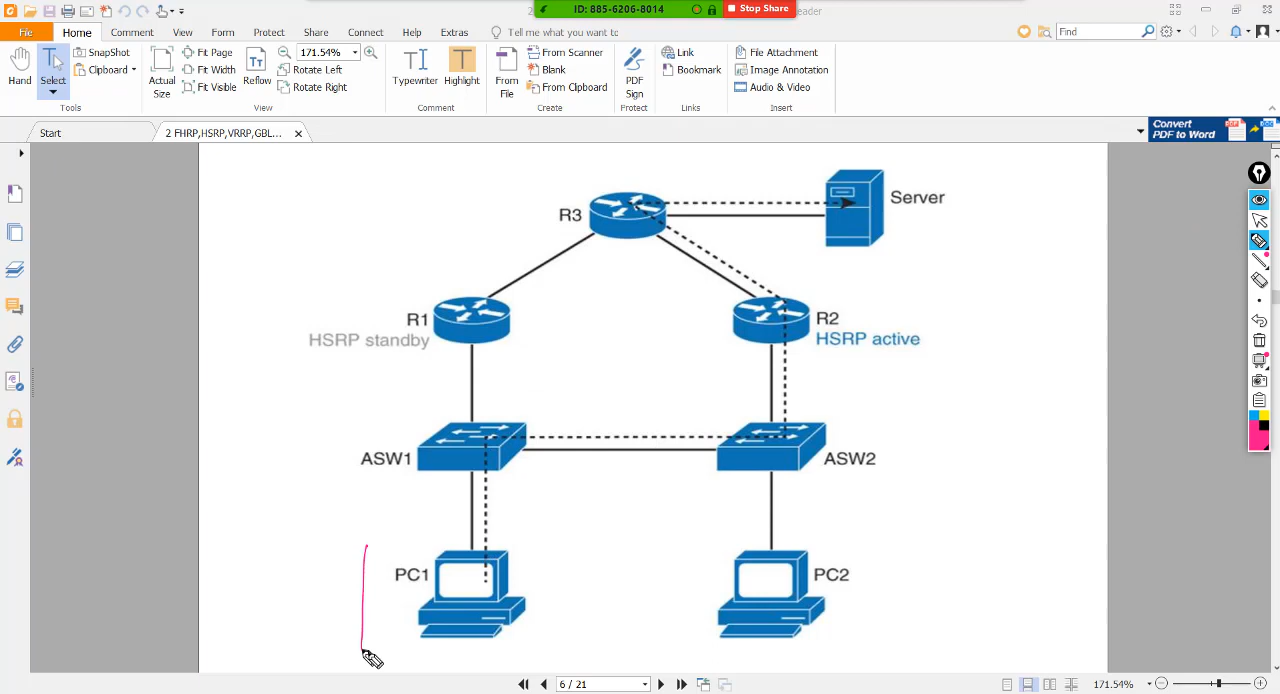 ID: 885-6206-8014 Stop Share
2 eader
File Home Comment View Form Protect Share Connect Help Extras Tell me what you want to Find
Hand Select SnapShot Clipboard
Tools
Actual Size Fit Page Fit Width Fit Visible Reflow 171.54% Rotate Left Rotate Right
View
Typewriter Highlight
Comment
From File From Scanner Blank From Clipboard
Create
PDF Sign
Protect
Link Bookmark
Links
File Attachment Image Annotation Audio & Video
Insert
Start 2 FHRP,HSRP,VRRP,GBL... Convert PDF to Word
Server
R3
R1
HSRP standby
R2
HSRP active
ASW1
ASW2
PC1
PC2
6 / 21 171.54%